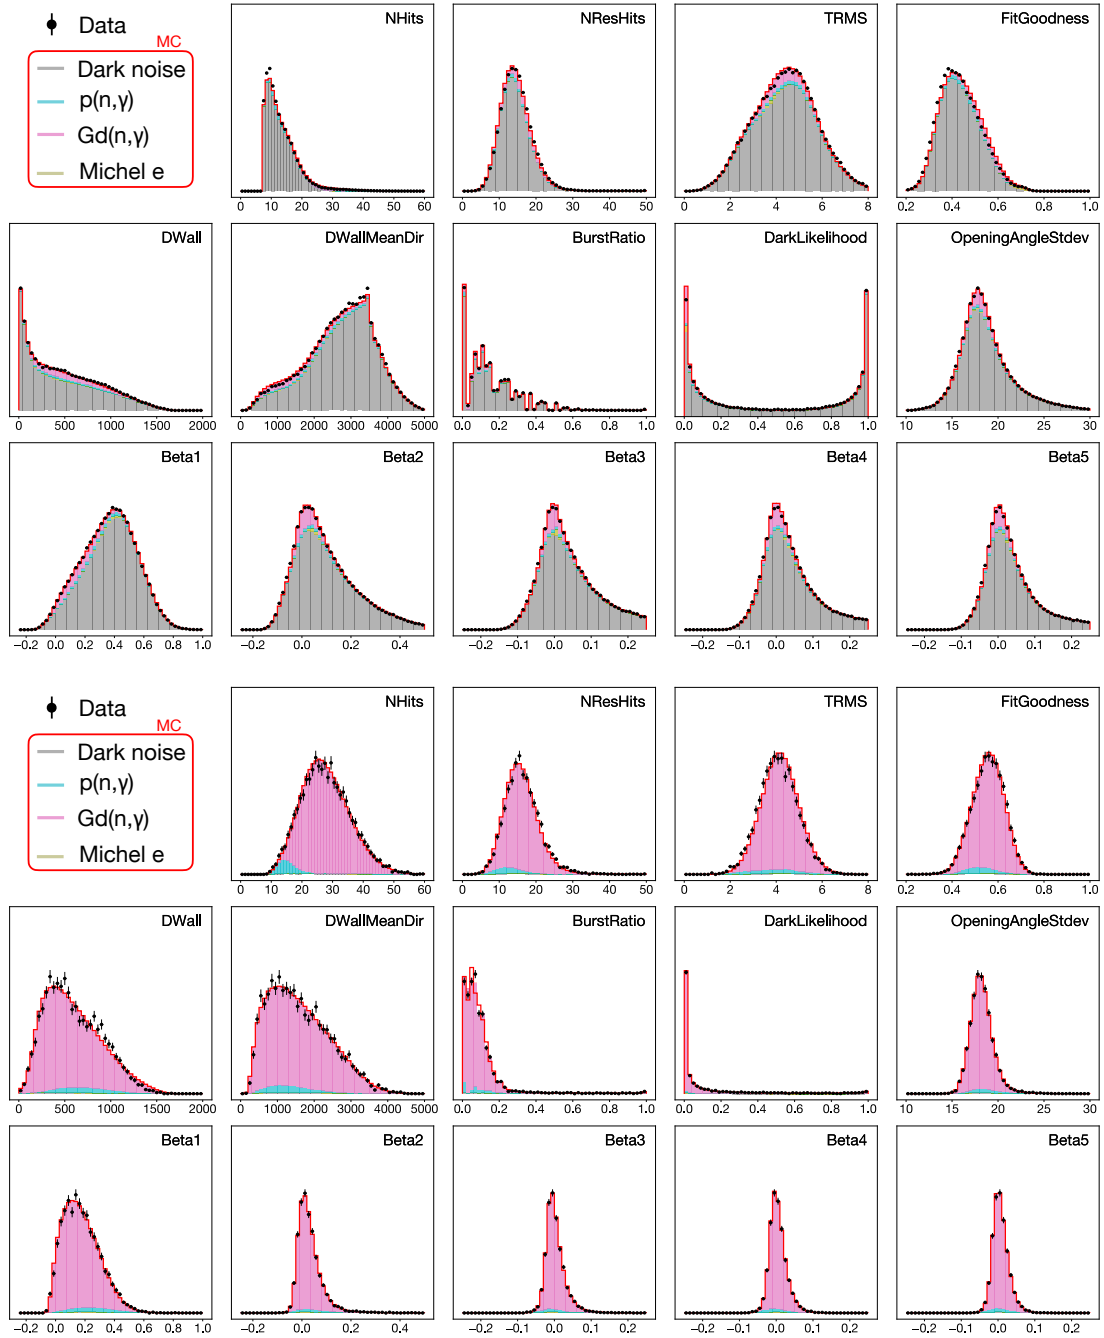 Data
MC
Dark noise
p(n,γ)
Gd(n,γ)
Michel e
NHits
0 10 20 30 40 50 60
NResHits
0 10 20 30 40 50
TRMS
0 2 4 6 8
FitGoodness
0.2 0.4 0.6 0.8 1.0
DWall
0 500 1000 1500 2000
DWallMeanDir
0 1000 2000 3000 4000 5000
BurstRatio
0.0 0.2 0.4 0.6 0.8 1.0
DarkLikelihood
0.0 0.2 0.4 0.6 0.8 1.0
OpeningAngleStdev
10 15 20 25 30
Beta1
−0.2 0.0 0.2 0.4 0.6 0.8 1.0
Beta2
−0.2 0.0 0.2 0.4
Beta3
−0.2 −0.1 0.0 0.1 0.2
Beta4
−0.2 −0.1 0.0 0.1 0.2
Beta5
−0.2 −0.1 0.0 0.1 0.2
Data
MC
Dark noise
p(n,γ)
Gd(n,γ)
Michel e
NHits
0 10 20 30 40 50 60
NResHits
0 10 20 30 40 50
TRMS
0 2 4 6 8
FitGoodness
0.2 0.4 0.6 0.8 1.0
DWall
0 500 1000 1500 2000
DWallMeanDir
0 1000 2000 3000 4000 5000
BurstRatio
0.0 0.2 0.4 0.6 0.8 1.0
DarkLikelihood
0.0 0.2 0.4 0.6 0.8 1.0
OpeningAngleStdev
10 15 20 25 30
Beta1
−0.2 0.0 0.2 0.4 0.6 0.8 1.0
Beta2
−0.2 0.0 0.2 0.4
Beta3
−0.2 −0.1 0.0 0.1 0.2
Beta4
−0.2 −0.1 0.0 0.1 0.2
Beta5
−0.2 −0.1 0.0 0.1 0.2